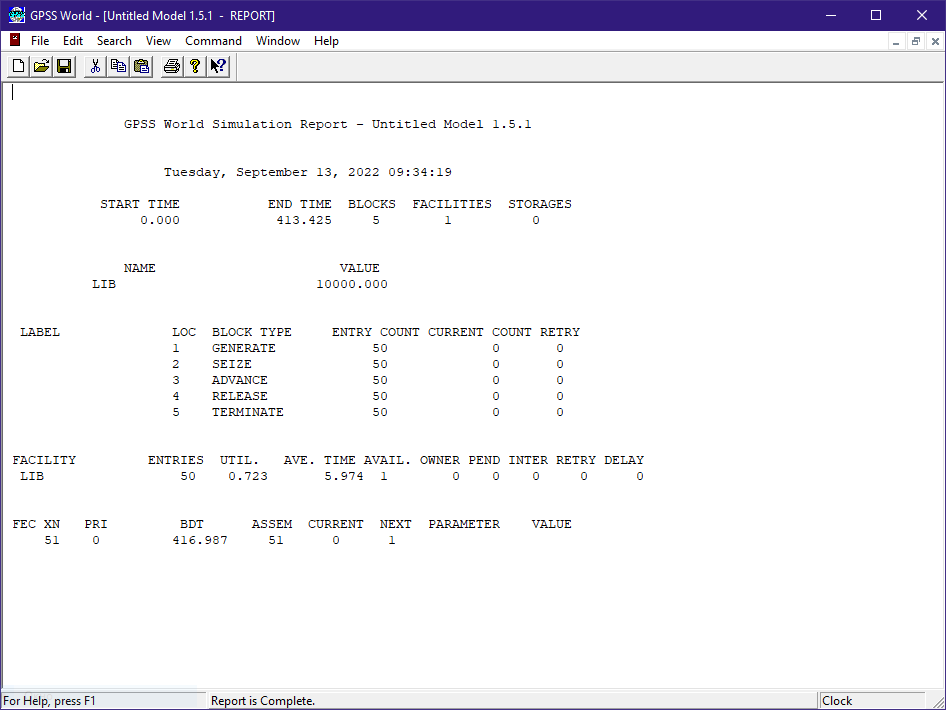 GPSS World - [Untitled Model 1.5.1 - REPORT]
File Edit Search View Command Window Help
GPSS World Simulation Report - Untitled Model 1.5.1
Tuesday, September 13, 2022 09:34:19
START TIME END TIME BLOCKS FACILITIES STORAGES
0.000 413.425 5 1 0
NAME VALUE
LIB 10000.000
LABEL LOC BLOCK TYPE ENTRY COUNT CURRENT COUNT RETRY
1 GENERATE 50 0 0
2 SEIZE 50 0 0
3 ADVANCE 50 0 0
4 RELEASE 50 0 0
5 TERMINATE 50 0 0
FACILITY ENTRIES UTIL. AVE. TIME AVAIL. OWNER PEND INTER RETRY DELAY
LIB 50 0.723 5.974 1 0 0 0 0 0
FEC XN PRI BDT ASSEM CURRENT NEXT PARAMETER VALUE
51 0 416.987 51 0 1
For Help, press F1 Report is Complete. Clock